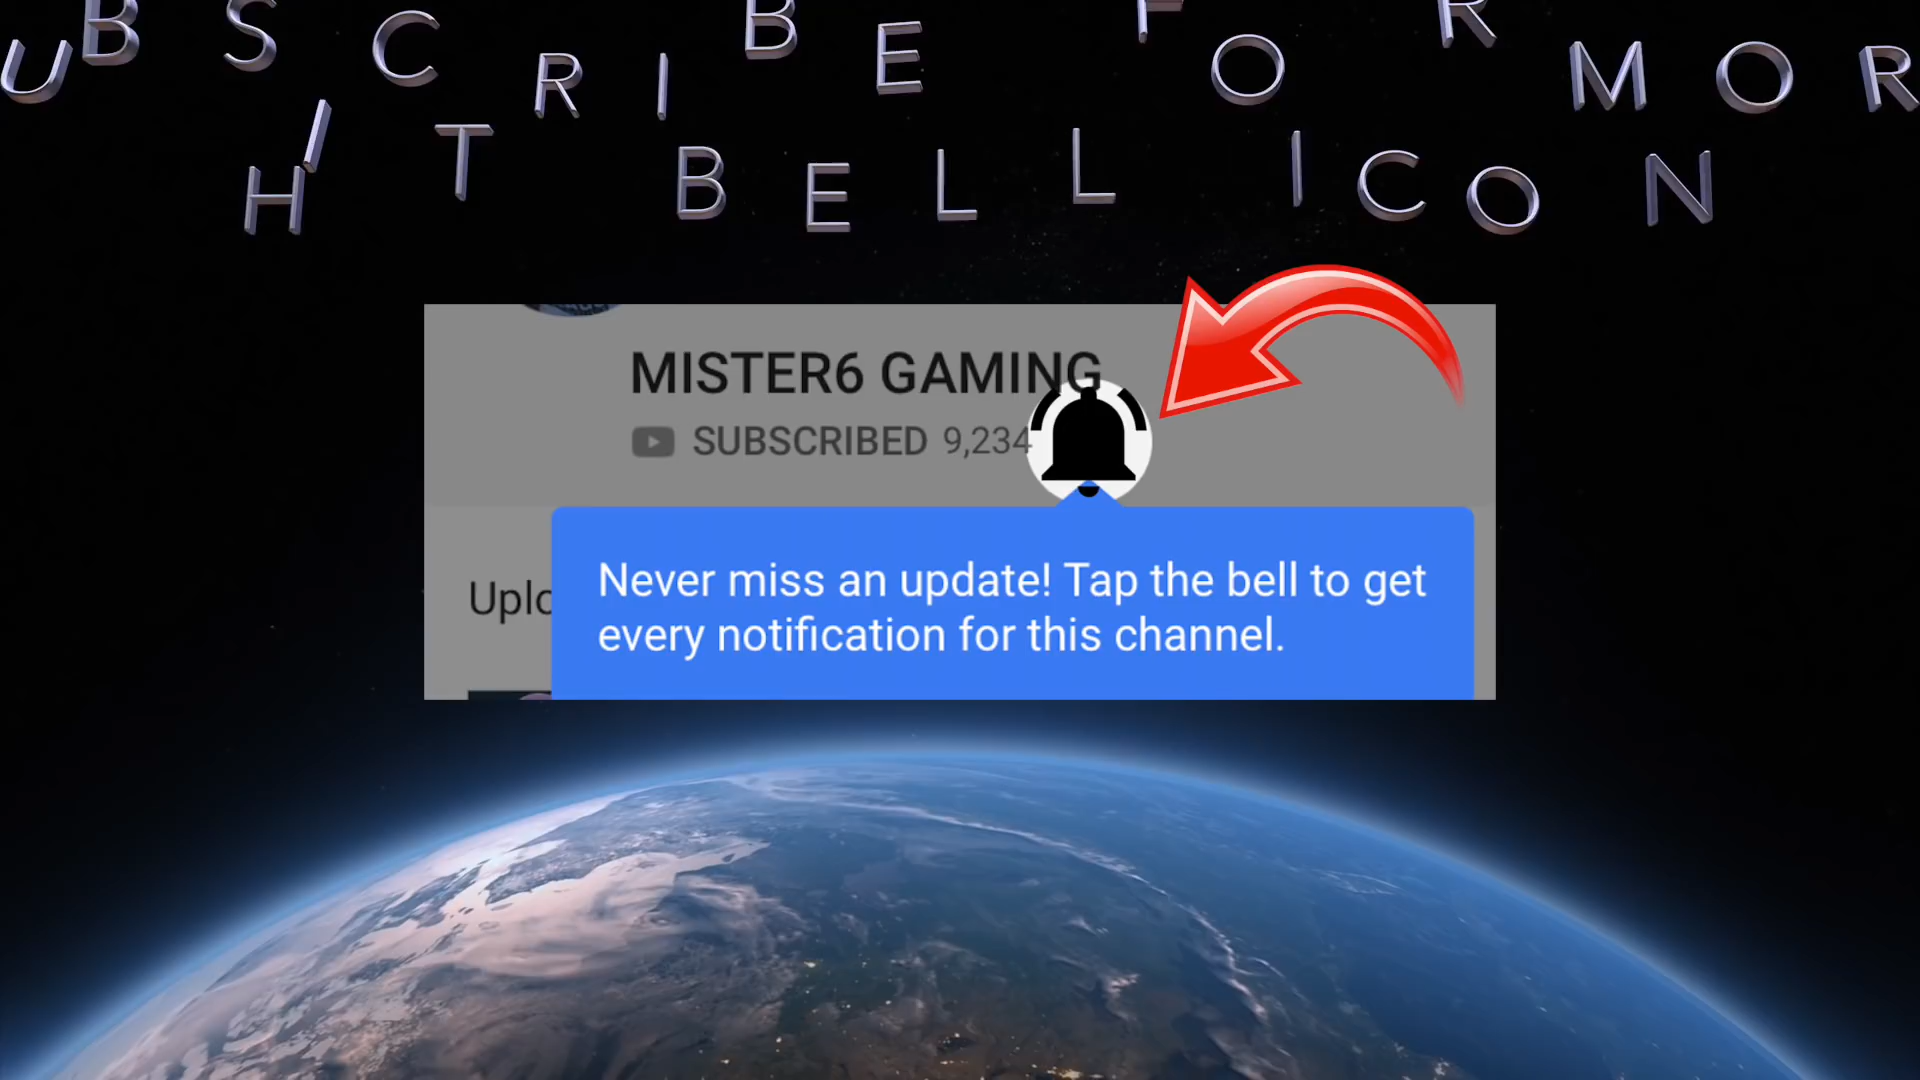 UBSCRIBE FOR MOR
HIT BELL ICON
MISTER6 GAMING
SUBSCRIBED 9,234
Uplo
Never miss an update! Tap the bell to get
every notification for this channel.